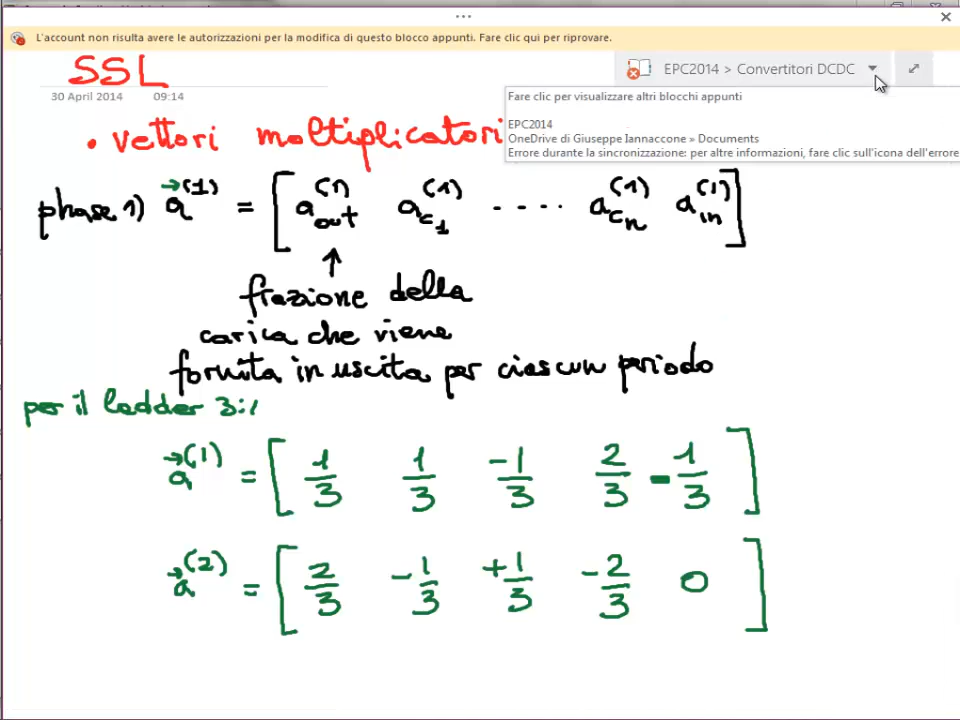 L'account non risulta avere le autorizzazioni per la modifica di questo blocco appunti. Fare clic qui per riprovare.
SSL
EPC2014 > Convertitori DCDC
30 April 2014 09:14
Fare clic per visualizzare altri blocchi appunti
EPC2014
OneDrive di Giuseppe Iannaccone » Documents
Errore durante la sincronizzazione: per altre informazioni, fare clic sull'icona dell'errore
• vettori moltiplicatori
phase 1) a⃗^(1) = [ a_out^(1) a_c1^(1) ..... a_cn^(1) a_in^(1) ]
↑
frazione della
carica che viene
fornita in uscita per ciascun periodo
per il ladder 3:1
a⃗^(1) = [ 1/3 1/3 -1/3 2/3 -1/3 ]
a⃗^(2) = [ 2/3 -1/3 +1/3 -2/3 0 ]